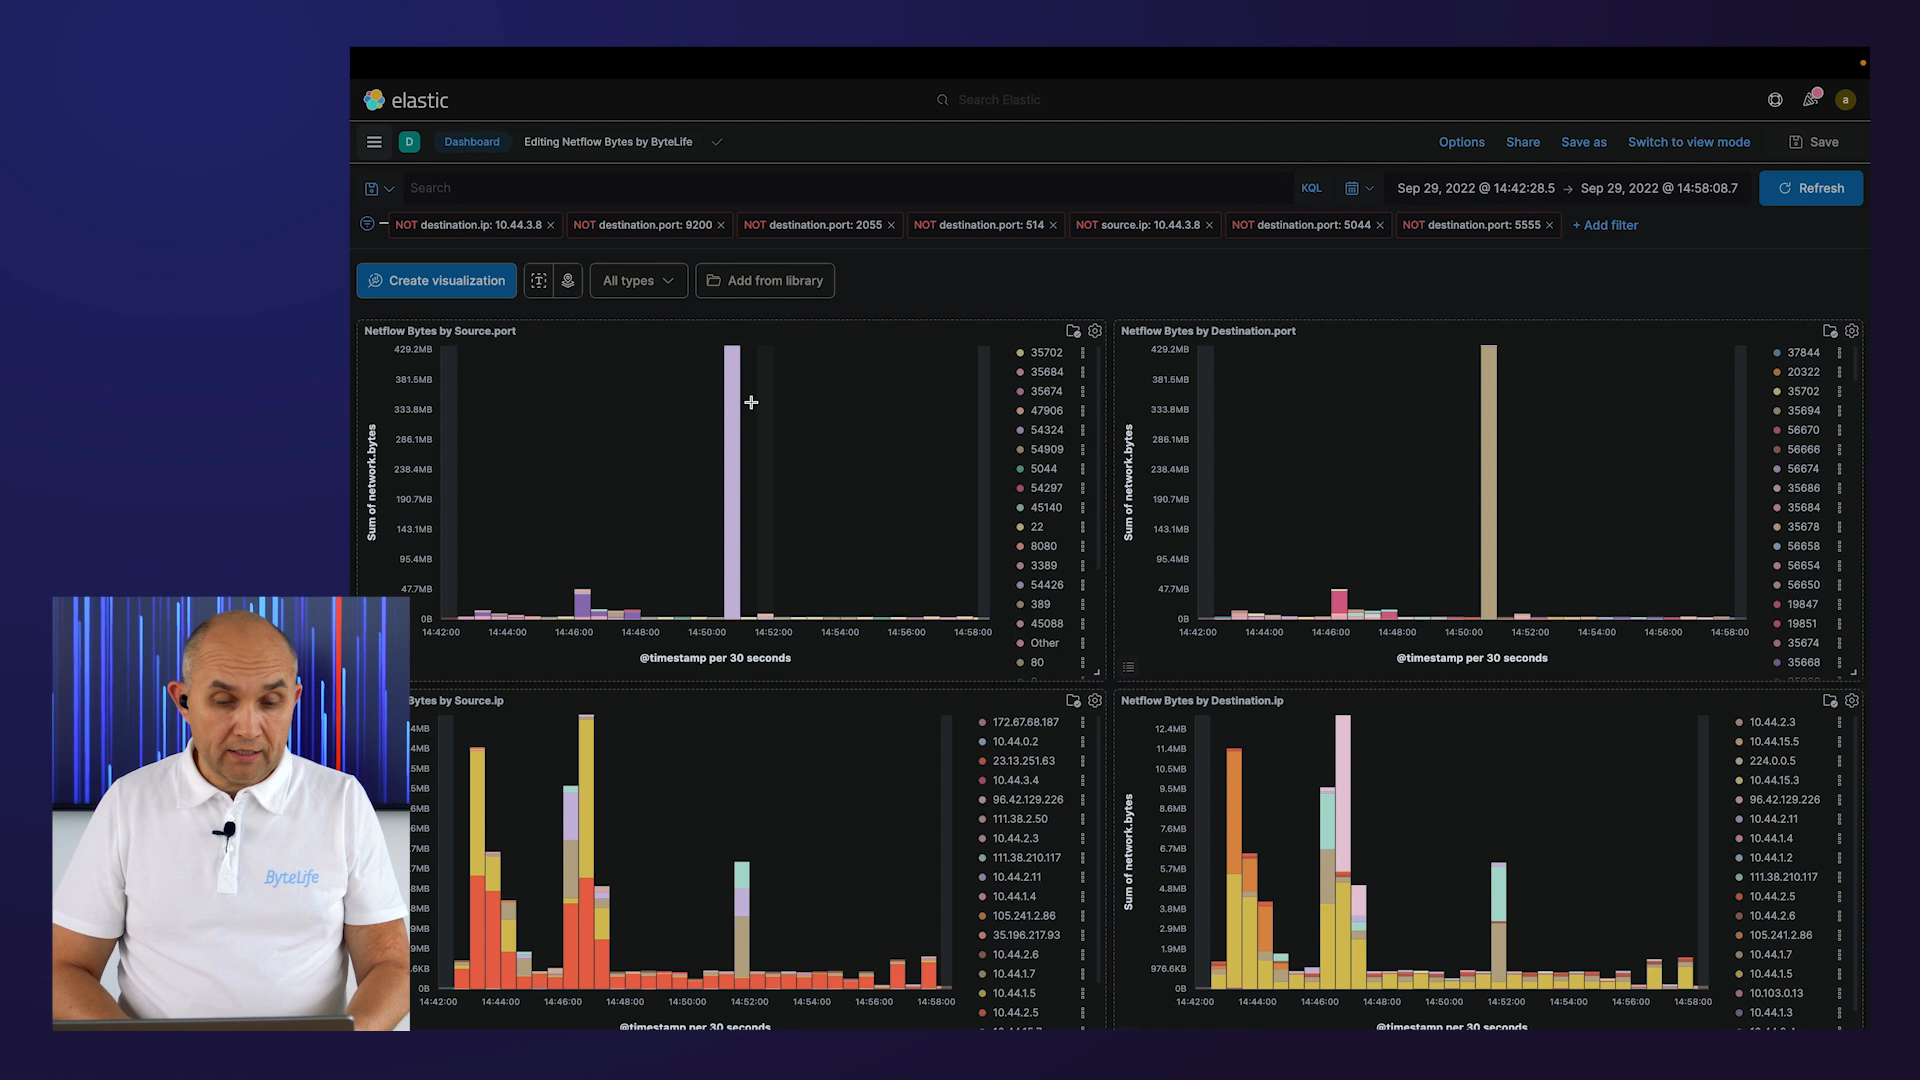 elastic
Search Elastic
a
D
Dashboard
Editing Netflow Bytes by ByteLife
Options
Share
Save as
Switch to view mode
Save
Search
KQL
Sep 29, 2022 @ 14:42:28.5 → Sep 29, 2022 @ 14:58:08.7
Refresh
NOT destination.ip: 10.44.3.8 ×
NOT destination.port: 9200 ×
NOT destination.port: 2055 ×
NOT destination.port: 514 ×
NOT source.ip: 10.44.3.8 ×
NOT destination.port: 5044 ×
NOT destination.port: 5555 ×
+ Add filter
Create visualization
All types
Add from library
Netflow Bytes by Source.port
Sum of network.bytes
429.2MB
381.5MB
333.8MB
286.1MB
238.4MB
190.7MB
143.1MB
95.4MB
47.7MB
0B
14:42:00 14:44:00 14:46:00 14:48:00 14:50:00 14:52:00 14:54:00 14:56:00 14:58:00
@timestamp per 30 seconds
35702
35684
35674
47906
54324
54909
5044
54297
45140
22
8080
3389
54426
389
45088
Other
80
Netflow Bytes by Destination.port
Sum of network.bytes
429.2MB
381.5MB
333.8MB
286.1MB
238.4MB
190.7MB
143.1MB
95.4MB
47.7MB
0B
14:42:00 14:44:00 14:46:00 14:48:00 14:50:00 14:52:00 14:54:00 14:56:00 14:58:00
@timestamp per 30 seconds
37844
20322
35702
35694
56670
56666
56674
35686
35684
35678
56658
56654
56650
19847
19851
35674
35668
Bytes by Source.ip
0B
14:42:00 14:44:00 14:46:00 14:48:00 14:50:00 14:52:00 14:54:00 14:56:00 14:58:00
@timestamp per 30 seconds
172.67.68.187
10.44.0.2
23.13.251.63
10.44.3.4
96.42.129.226
111.38.2.50
10.44.2.3
111.38.210.117
10.44.2.11
10.44.1.4
105.241.2.86
35.196.217.93
10.44.2.6
10.44.1.7
10.44.1.5
10.44.2.5
Netflow Bytes by Destination.ip
Sum of network.bytes
12.4MB
11.4MB
10.5MB
9.5MB
8.6MB
7.6MB
6.7MB
5.7MB
4.8MB
3.8MB
2.9MB
1.9MB
976.6KB
0B
14:42:00 14:44:00 14:46:00 14:48:00 14:50:00 14:52:00 14:54:00 14:56:00 14:58:00
@timestamp per 30 seconds
10.44.2.3
10.44.15.5
224.0.0.5
10.44.15.3
96.42.129.226
10.44.2.11
10.44.1.4
10.44.1.2
111.38.210.117
10.44.2.5
10.44.2.6
105.241.2.86
10.44.1.7
10.44.1.5
10.103.0.13
10.44.1.3
ByteLife